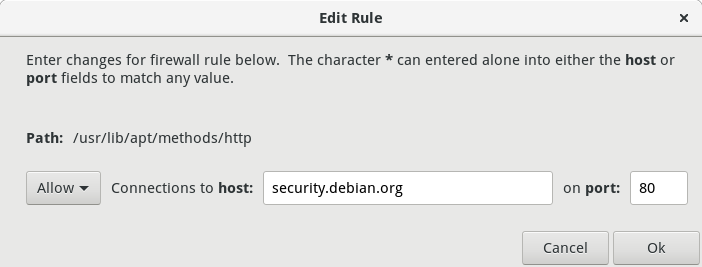 Edit Rule ×
Enter changes for firewall rule below.  The character * can entered alone into either the host or
port fields to match any value.
Path: /usr/lib/apt/methods/http
Allow Connections to host: security.debian.org on port: 80
Cancel Ok